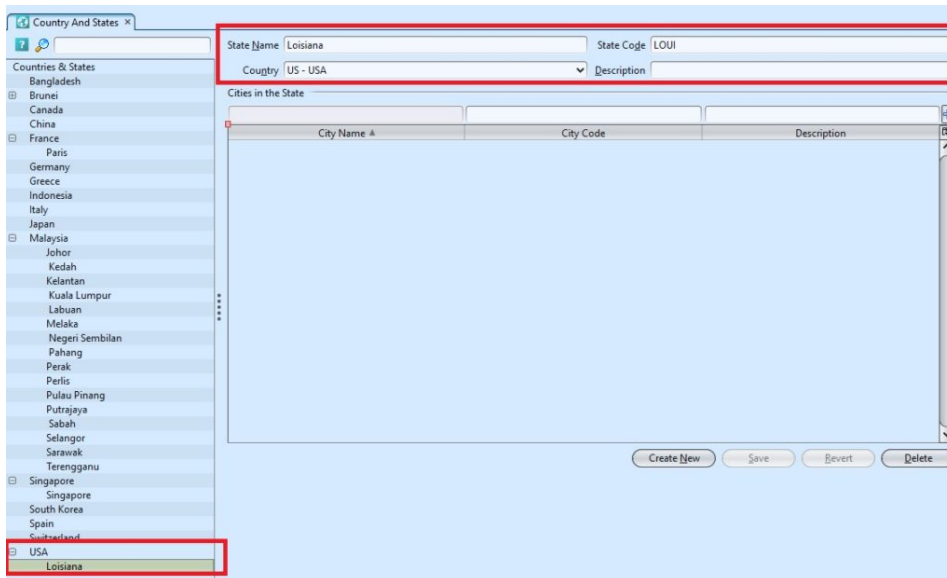 Country And States ×
State Name Loisiana State Code LOUI
Country US - USA Description
Countries & States
Bangladesh
Brunei
Canada
China
France
Paris
Germany
Greece
Indonesia
Italy
Japan
Malaysia
Johor
Kedah
Kelantan
Kuala Lumpur
Labuan
Melaka
Negeri Sembilan
Pahang
Perak
Perlis
Pulau Pinang
Putrajaya
Sabah
Selangor
Sarawak
Terengganu
Singapore
Singapore
South Korea
Spain
Switzerland
USA
Loisiana
Cities in the State
City Name City Code Description
Create New Save Revert Delete